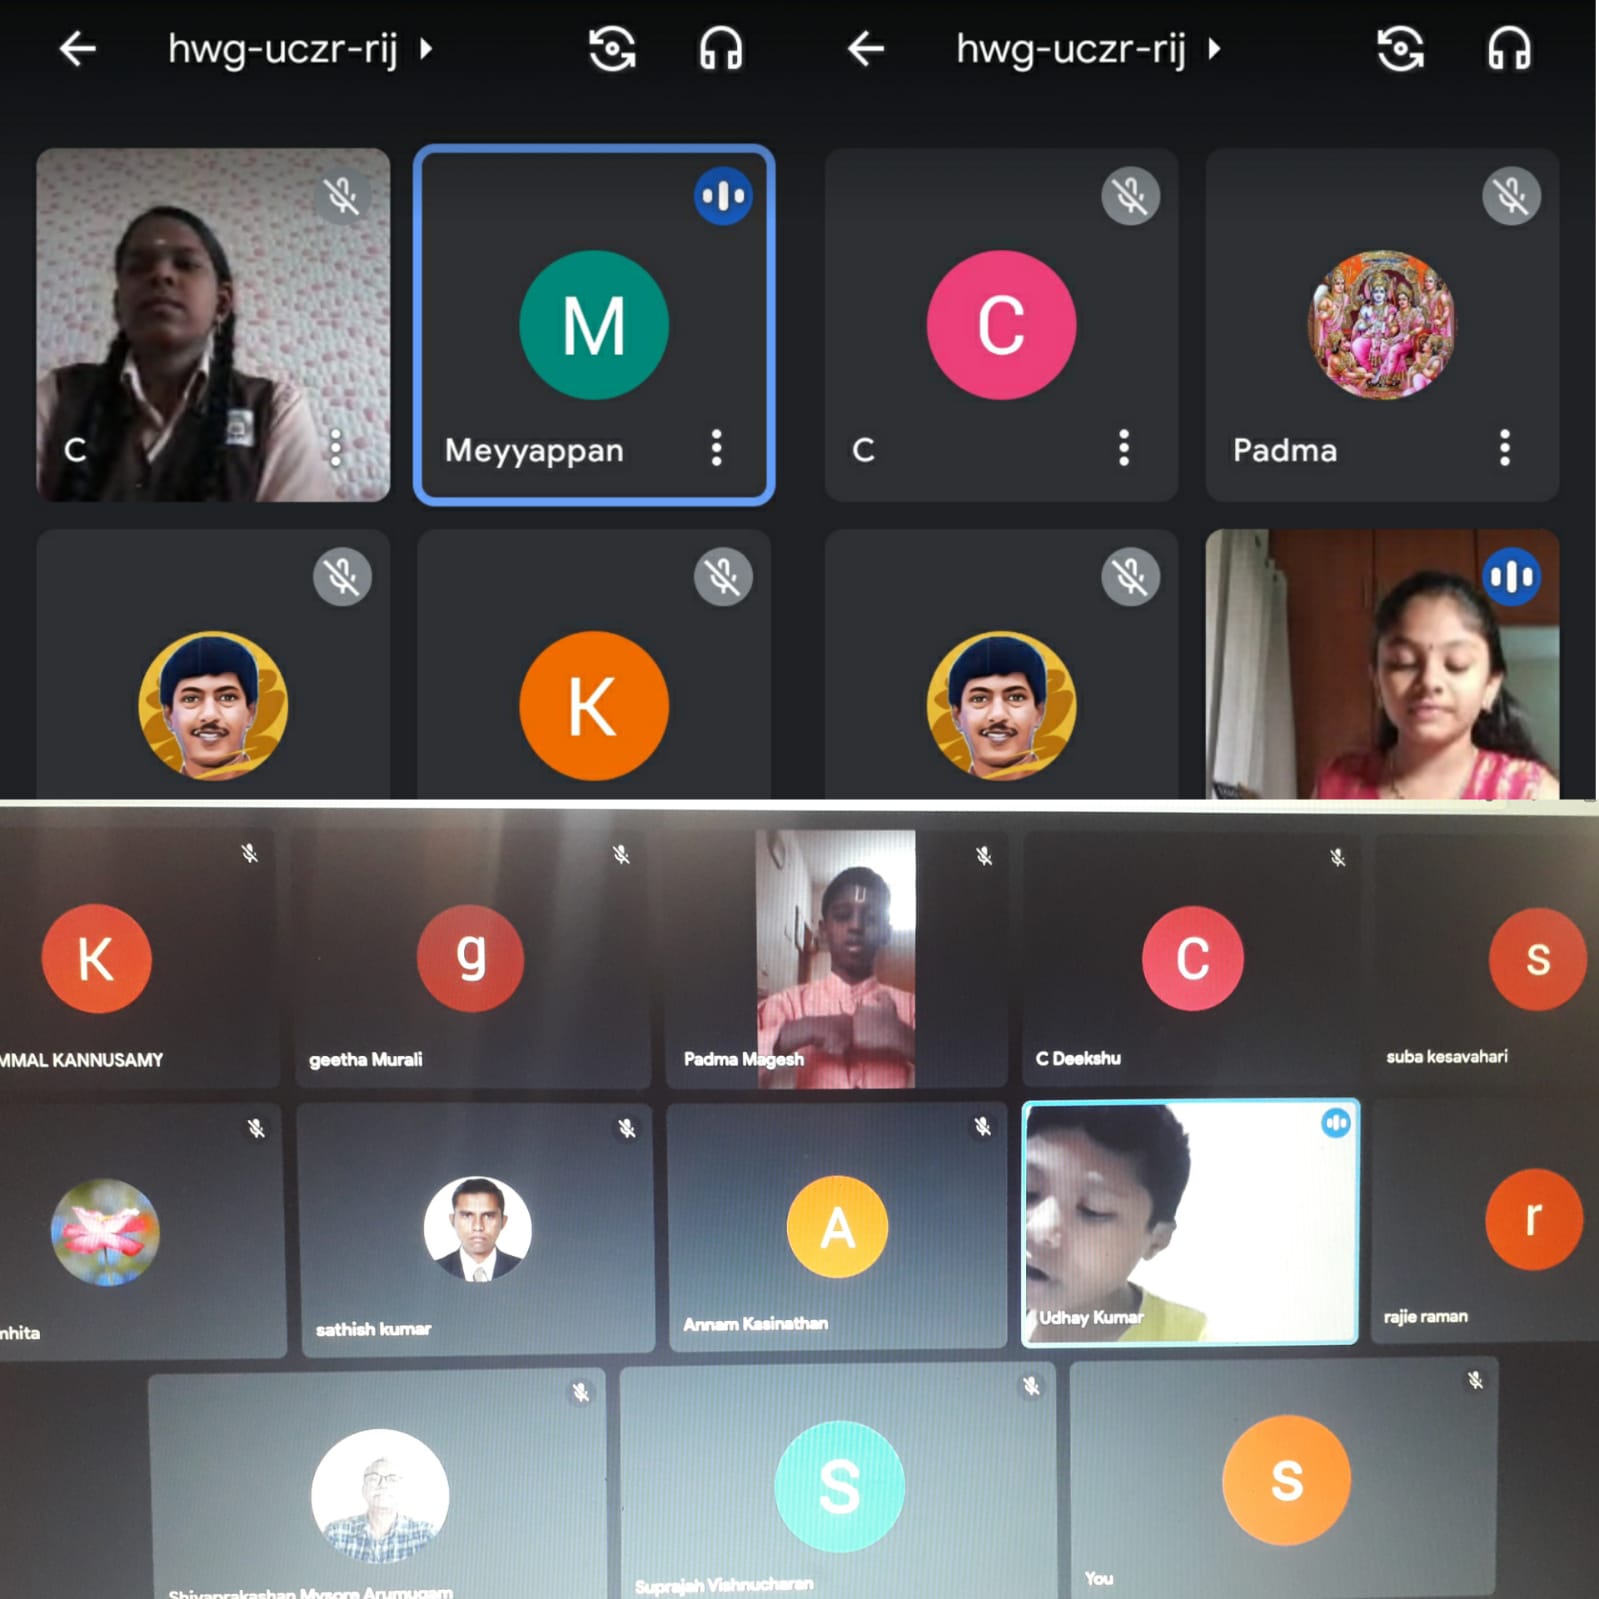 hwg-uczr-rij
hwg-uczr-rij
C
M
Meyyappan
C
C
Padma
K
K
MMAL KANNUSAMY
g
geetha Murali
Padma Magesh
C
C Deekshu
s
suba kesavahari
nhita
sathish kumar
A
Annam Kasinathan
Udhay Kumar
r
rajie raman
Shivaprakashan Mysore Arumugam
S
Suprajah Vishnucharan
s
You